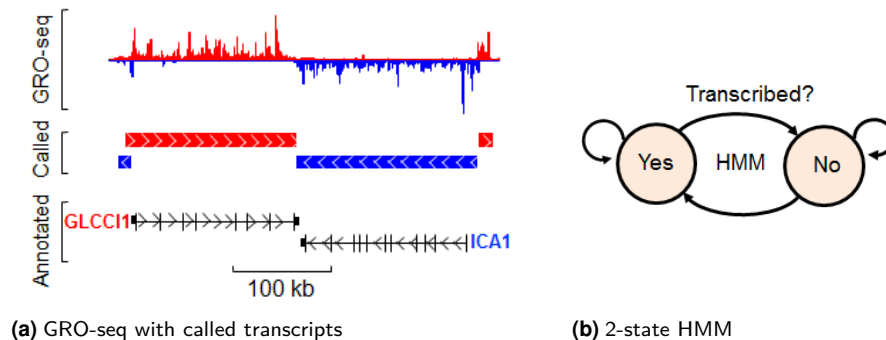 GRO-seq
Called
Annotated
GLCCI1
ICA1
100 kb
(a) GRO-seq with called transcripts
Transcribed?
Yes
HMM
No
(b) 2-state HMM